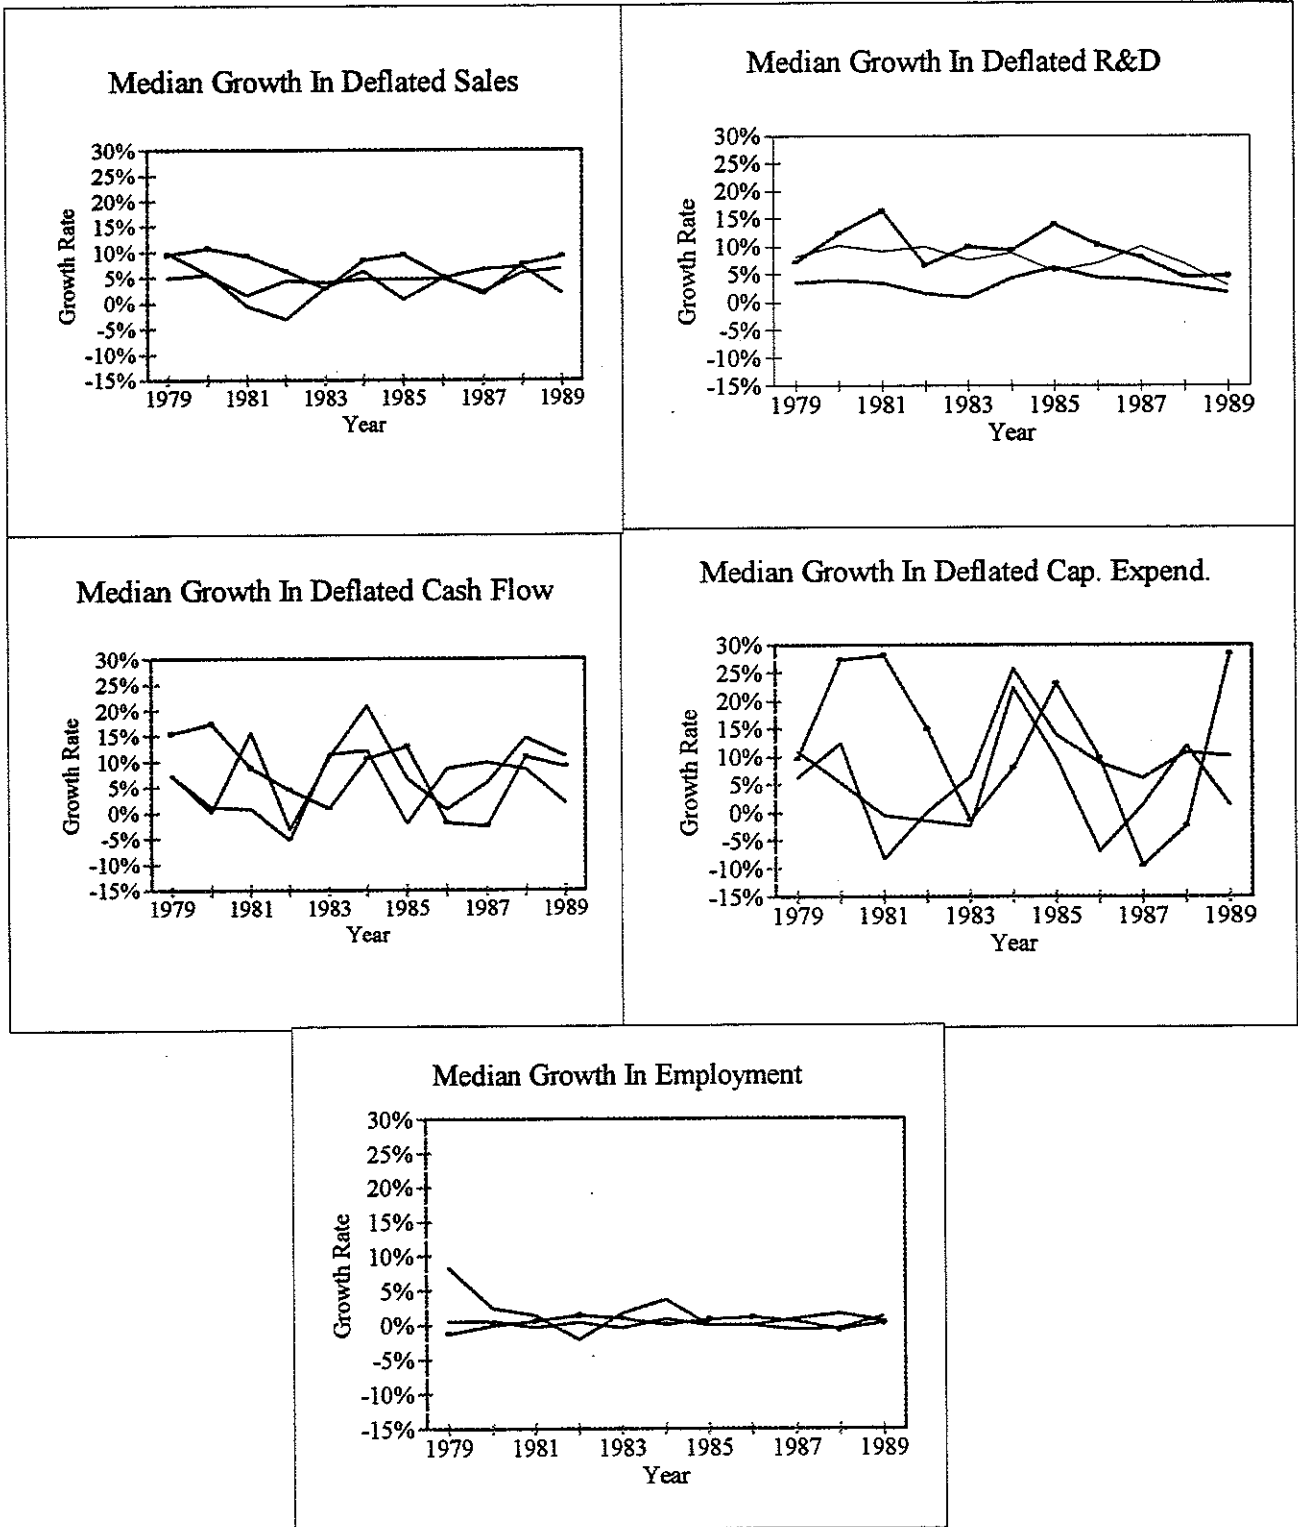 Median Growth In Deflated Sales
30%
25%
20%
15%
10%
5%
0%
-5%
-10%
-15%
Growth Rate
1979 1981 1983 1985 1987 1989
Year
Median Growth In Deflated R&D
30%
25%
20%
15%
10%
5%
0%
-5%
-10%
-15%
Growth Rate
1979 1981 1983 1985 1987 1989
Year
Median Growth In Deflated Cash Flow
30%
25%
20%
15%
10%
5%
0%
-5%
-10%
-15%
Growth Rate
1979 1981 1983 1985 1987 1989
Year
Median Growth In Deflated Cap. Expend.
30%
25%
20%
15%
10%
5%
0%
-5%
-10%
-15%
Growth Rate
1979 1981 1983 1985 1987 1989
Year
Median Growth In Employment
30%
25%
20%
15%
10%
5%
0%
-5%
-10%
-15%
Growth Rate
1979 1981 1983 1985 1987 1989
Year